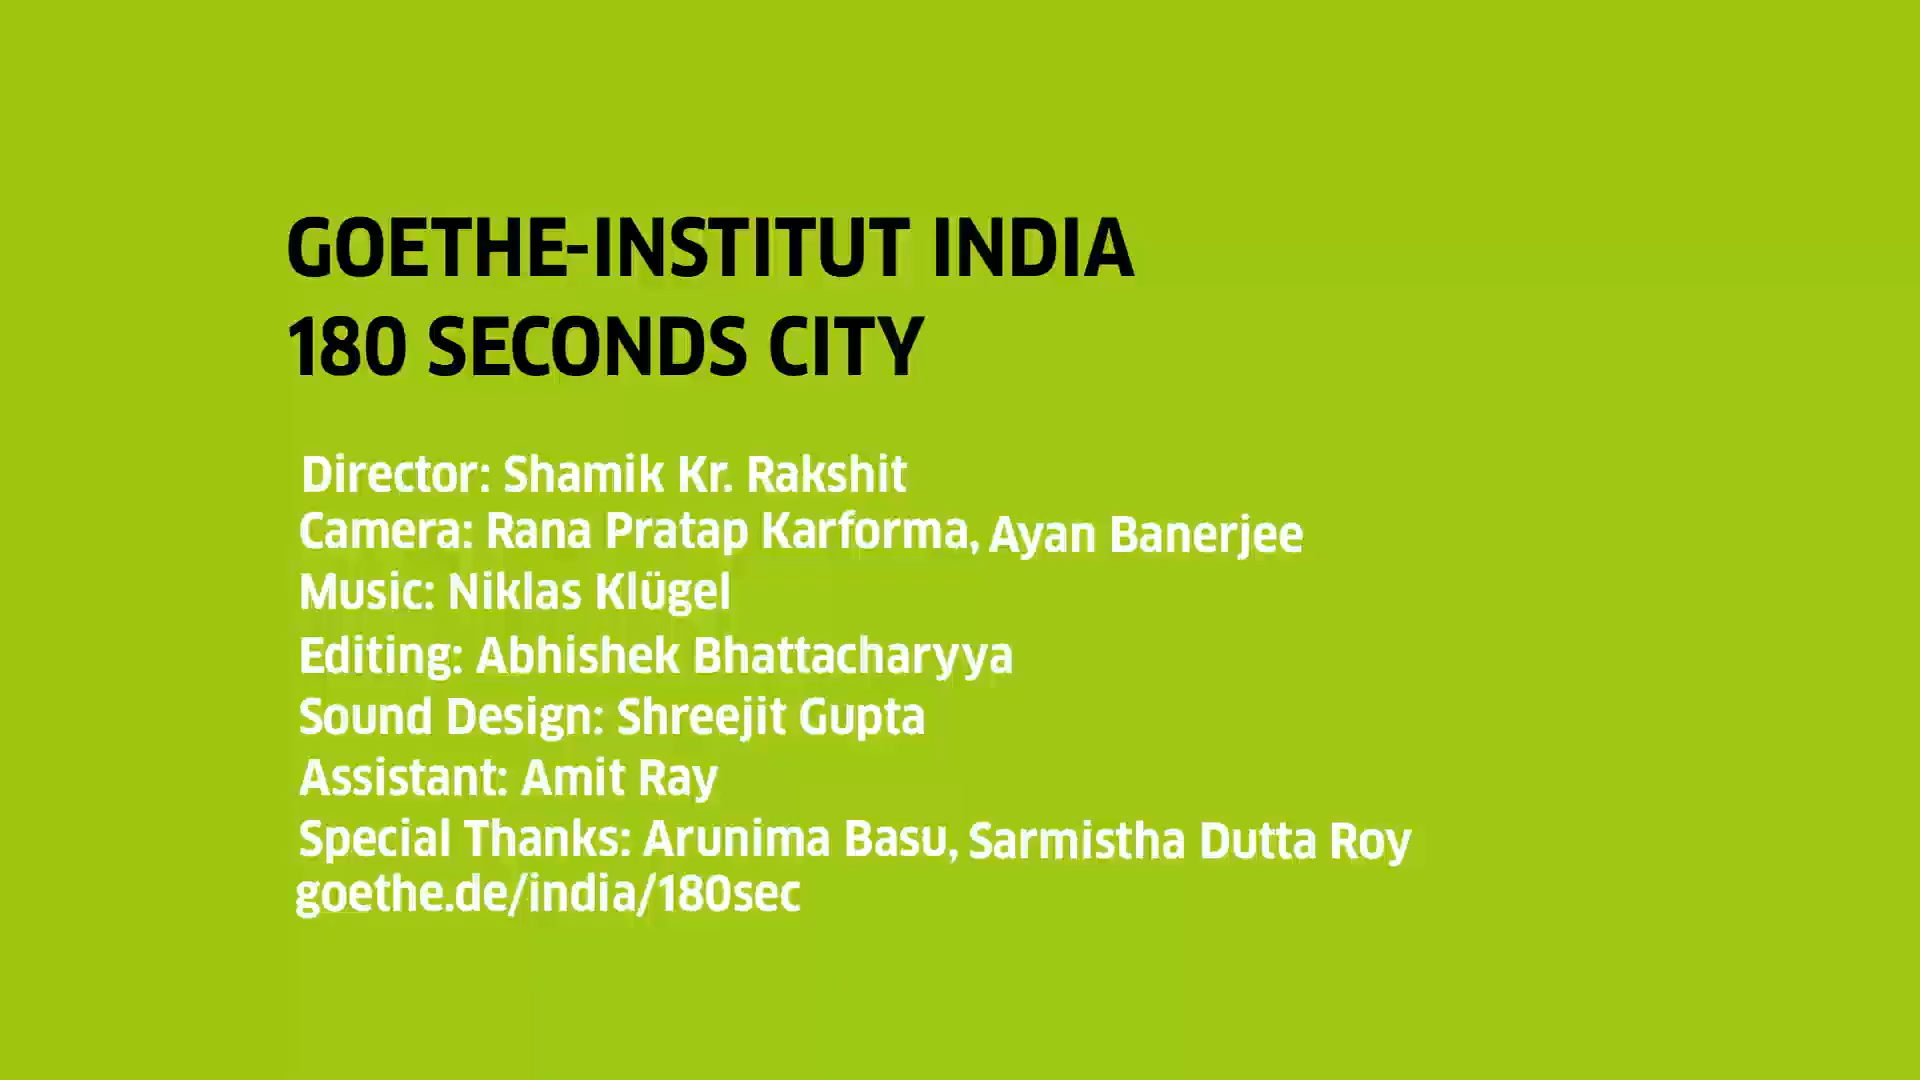 GOETHE-INSTITUT INDIA
180 SECONDS CITY
Director: Shamik Kr. Rakshit
Camera: Rana Pratap Karforma, Ayan Banerjee
Music: Niklas Klügel
Editing: Abhishek Bhattacharyya
Sound Design: Shreejit Gupta
Assistant: Amit Ray
Special Thanks: Arunima Basu, Sarmistha Dutta Roy
goethe.de/india/180sec